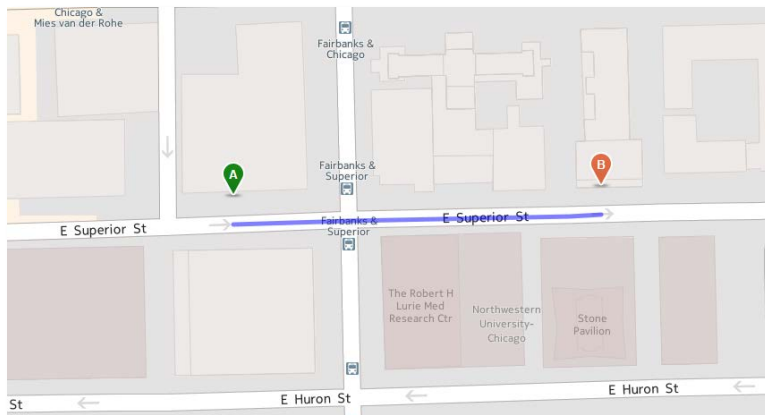 Chicago &
Mies van der Rohe
Fairbanks &
Chicago
A
Fairbanks &
Superior
B
E Superior St
Fairbanks &
Superior
E Superior St
The Robert H
Lurie Med
Research Ctr
Northwestern
University-
Chicago
Stone
Pavilion
St
E Huron St
E Huron St